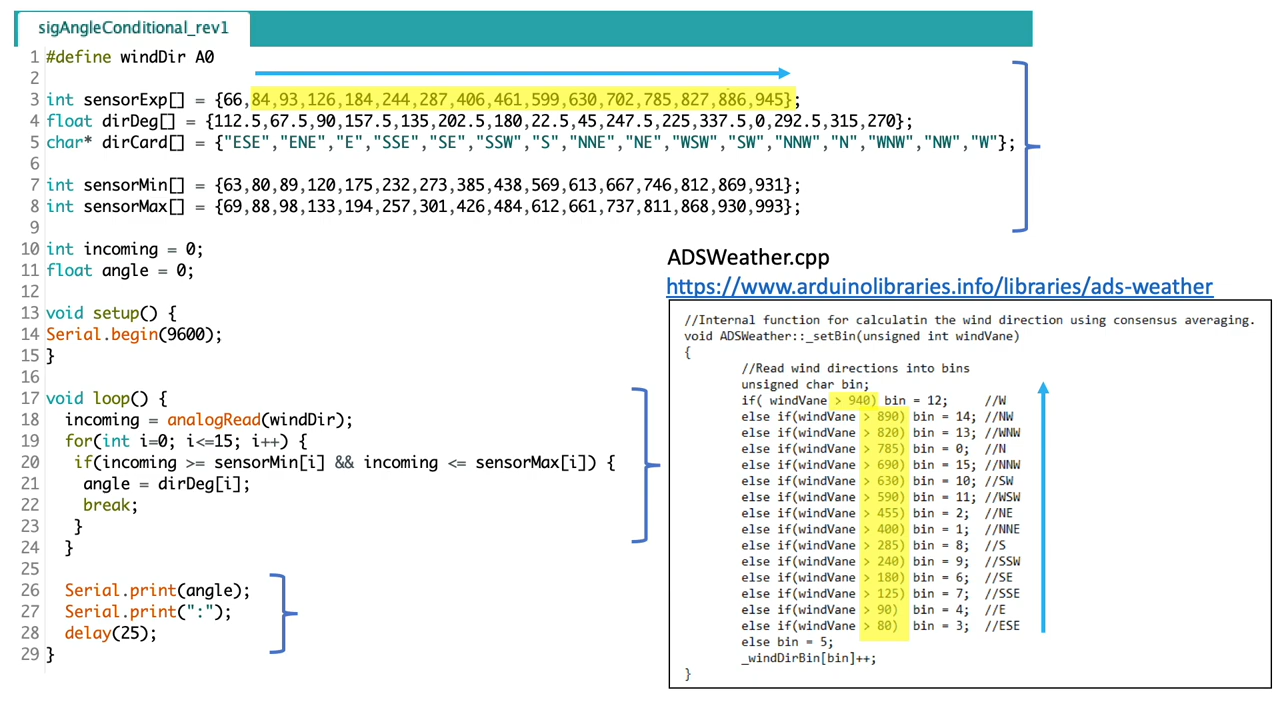 sigAngleConditional_rev1
1 #define windDir A0
2
3 int sensorExp[] = {66,84,93,126,184,244,287,406,461,599,630,702,785,827,886,945};
4 float dirDeg[] = {112.5,67.5,90,157.5,135,202.5,180,22.5,45,247.5,225,337.5,0,292.5,315,270};
5 char* dirCard[] = {"ESE","ENE","E","SSE","SE","SSW","S","NNE","NE","WSW","SW","NNW","N","WNW","NW","W"};
6
7 int sensorMin[] = {63,80,89,120,175,232,273,385,438,569,613,667,746,812,869,931};
8 int sensorMax[] = {69,88,98,133,194,257,301,426,484,612,661,737,811,868,930,993};
9
10 int incoming = 0;
11 float angle = 0;
12
13 void setup() {
14 Serial.begin(9600);
15 }
16
17 void loop() {
18 incoming = analogRead(windDir);
19 for(int i=0; i<=15; i++) {
20 if(incoming >= sensorMin[i] && incoming <= sensorMax[i]) {
21 angle = dirDeg[i];
22 break;
23 }
24 }
25
26 Serial.print(angle);
27 Serial.print(":");
28 delay(25);
29 }
ADSWeather.cpp
https://www.arduinolibraries.info/libraries/ads-weather
//Internal function for calculatin the wind direction using consensus averaging.
void ADSWeather::_setBin(unsigned int windVane)
{
//Read wind directions into bins
unsigned char bin;
if( windVane > 940) bin = 12; //W
else if(windVane > 890) bin = 14; //NW
else if(windVane > 820) bin = 13; //WNW
else if(windVane > 785) bin = 0; //N
else if(windVane > 690) bin = 15; //NNW
else if(windVane > 630) bin = 10; //SW
else if(windVane > 590) bin = 11; //WSW
else if(windVane > 455) bin = 2; //NE
else if(windVane > 400) bin = 1; //NNE
else if(windVane > 285) bin = 8; //S
else if(windVane > 240) bin = 9; //SSW
else if(windVane > 180) bin = 6; //SE
else if(windVane > 125) bin = 7; //SSE
else if(windVane > 90) bin = 4; //E
else if(windVane > 80) bin = 3; //ESE
else bin = 5;
_windDirBin[bin]++;
}